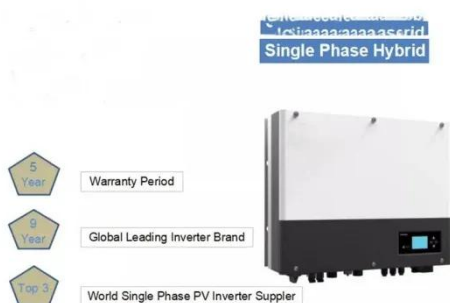 Single Phase Hybrid
5
Year
Warranty Period
9
Year
Global Leading Inverter Brand
Top 3
World Single Phase PV Inverter Suppler